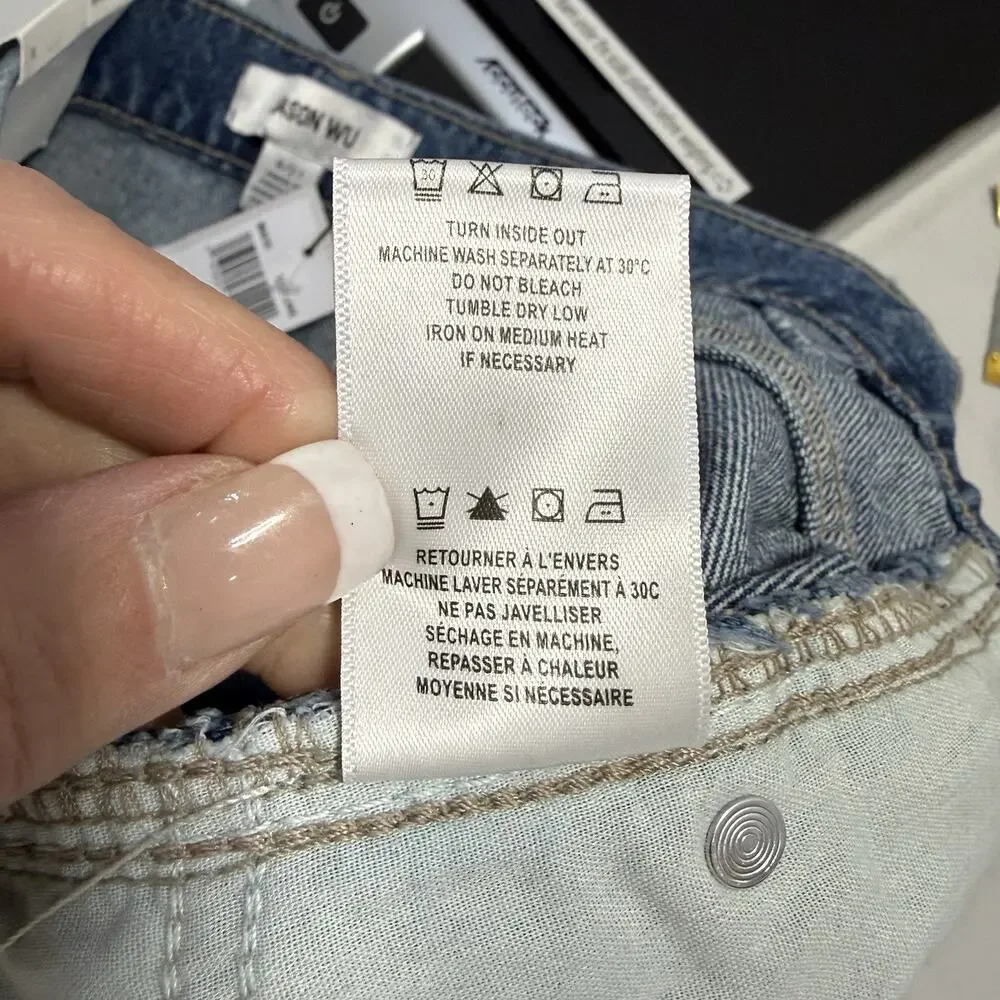 ASON WU
30
TURN INSIDE OUT
MACHINE WASH SEPARATELY AT 30°C
DO NOT BLEACH
TUMBLE DRY LOW
IRON ON MEDIUM HEAT
IF NECESSARY
RETOURNER À L'ENVERS
MACHINE LAVER SÉPARÉMENT À 30C
NE PAS JAVELLISER
SÉCHAGE EN MACHINE,
REPASSER À CHALEUR
MOYENNE SI NÉCESSAIRE